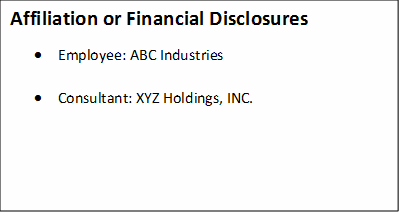 Affiliation or Financial Disclosures
• Employee: ABC Industries
• Consultant: XYZ Holdings, INC.